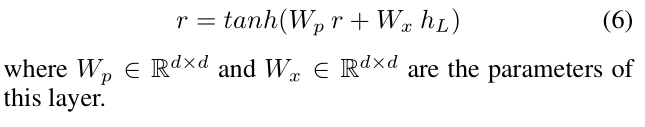 r = tanh(W_p r + W_x h_L) (6)
where W_p ∈ ℝ^{d×d} and W_x ∈ ℝ^{d×d} are the parameters of
this layer.